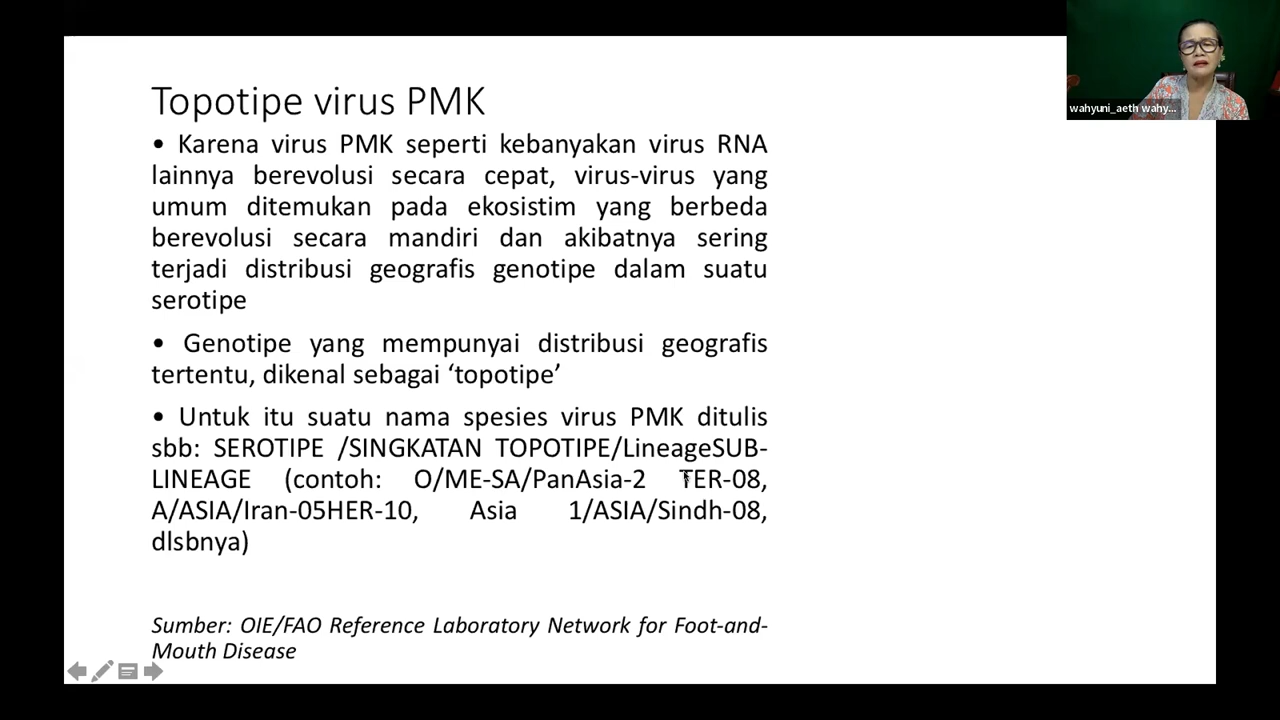 wahyuni_aeth wahy...
Topotipe virus PMK
• Karena virus PMK seperti kebanyakan virus RNA
lainnya berevolusi secara cepat, virus-virus yang
umum ditemukan pada ekosistim yang berbeda
berevolusi secara mandiri dan akibatnya sering
terjadi distribusi geografis genotipe dalam suatu
serotipe
• Genotipe yang mempunyai distribusi geografis
tertentu, dikenal sebagai ‘topotipe’
• Untuk itu suatu nama spesies virus PMK ditulis
sbb: SEROTIPE /SINGKATAN TOPOTIPE/LineageSUB-
LINEAGE (contoh: O/ME-SA/PanAsia-2 TER-08,
A/ASIA/Iran-05HER-10, Asia 1/ASIA/Sindh-08,
dlsbnya)
Sumber: OIE/FAO Reference Laboratory Network for Foot-and-
Mouth Disease